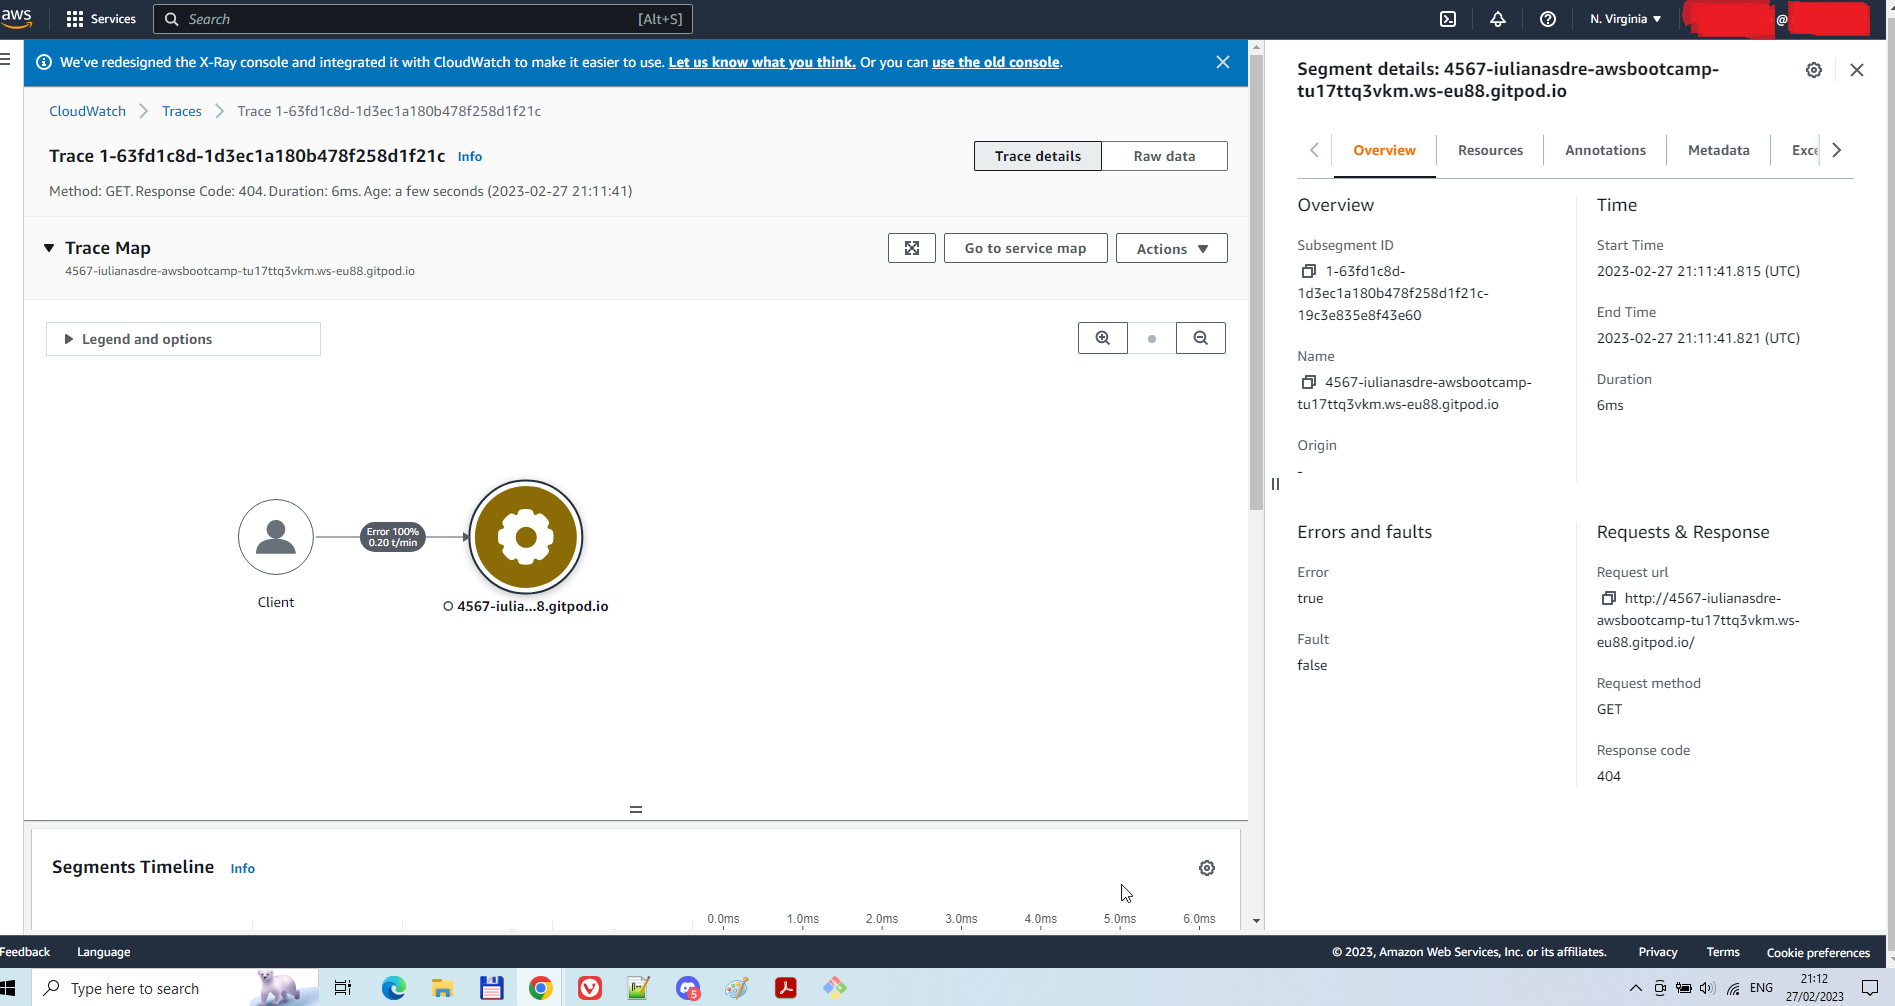 aws
Services
Search
[Alt+S]
N. Virginia
@
We've redesigned the X-Ray console and integrated it with CloudWatch to make it easier to use. Let us know what you think. Or you can use the old console.
CloudWatch
Traces
Trace 1-63fd1c8d-1d3ec1a180b478f258d1f21c
Trace 1-63fd1c8d-1d3ec1a180b478f258d1f21c Info
Trace details
Raw data
Method: GET. Response Code: 404. Duration: 6ms. Age: a few seconds (2023-02-27 21:11:41)
Trace Map
4567-iulianasdre-awsbootcamp-tu17ttq3vkm.ws-eu88.gitpod.io
Go to service map
Actions
Legend and options
Error 100%
0.20 t/min
Client
4567-iulia...8.gitpod.io
Segments Timeline Info
0.0ms 1.0ms 2.0ms 3.0ms 4.0ms 5.0ms 6.0ms
Segment details: 4567-iulianasdre-awsbootcamp-
tu17ttq3vkm.ws-eu88.gitpod.io
Overview
Resources
Annotations
Metadata
Exce
Overview
Subsegment ID
1-63fd1c8d-
1d3ec1a180b478f258d1f21c-
19c3e835e8f43e60
Name
4567-iulianasdre-awsbootcamp-
tu17ttq3vkm.ws-eu88.gitpod.io
Origin
-
Time
Start Time
2023-02-27 21:11:41.815 (UTC)
End Time
2023-02-27 21:11:41.821 (UTC)
Duration
6ms
Errors and faults
Error
true
Fault
false
Requests & Response
Request url
http://4567-iulianasdre-
awsbootcamp-tu17ttq3vkm.ws-
eu88.gitpod.io/
Request method
GET
Response code
404
Feedback
Language
© 2023, Amazon Web Services, Inc. or its affiliates.
Privacy
Terms
Cookie preferences
Type here to search
5
ENG
21:12
27/02/2023